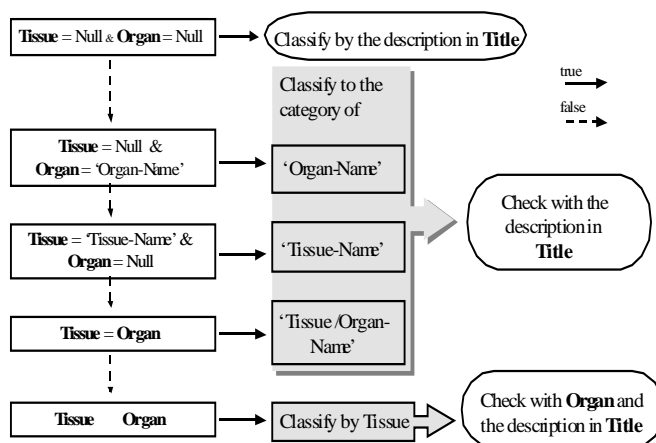 Tissue = Null & Organ = Null
Classify by the description in Title
true
false
Classify to the
category of
Tissue = Null &
Organ = 'Organ-Name'
'Organ-Name'
Check with the
description in
Title
Tissue = 'Tissue-Name' &
Organ = Null
'Tissue-Name'
Tissue = Organ
'Tissue /Organ-
Name'
Tissue Organ
Classify by Tissue
Check with Organ and
the description in Title